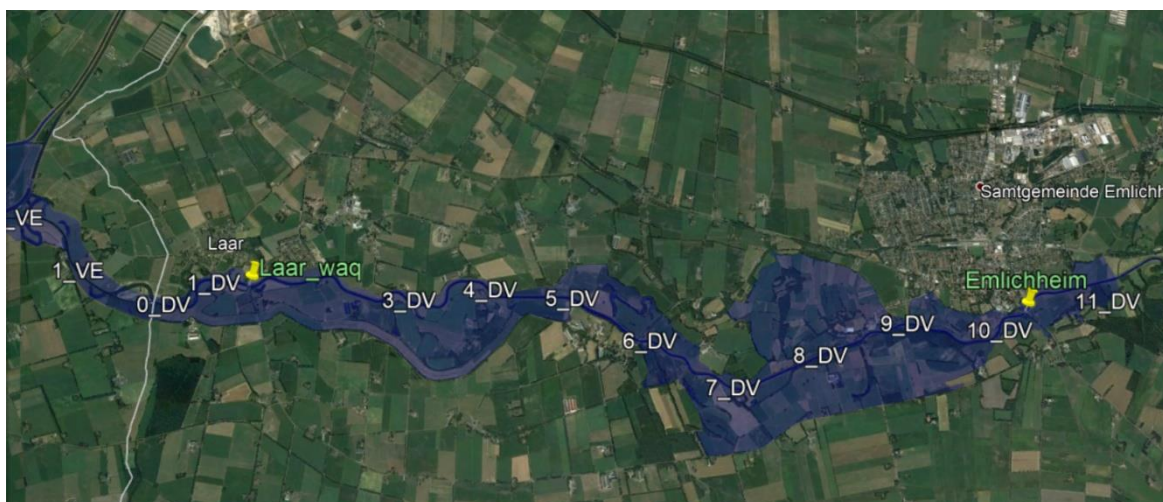 Samtgemeinde Emlichh
_VE
Laar
Laar_waq
1_VE
0_DV
1_DV
3_DV
4_DV
5_DV
6_DV
7_DV
8_DV
9_DV
10_DV
Emlichheim
11_DV